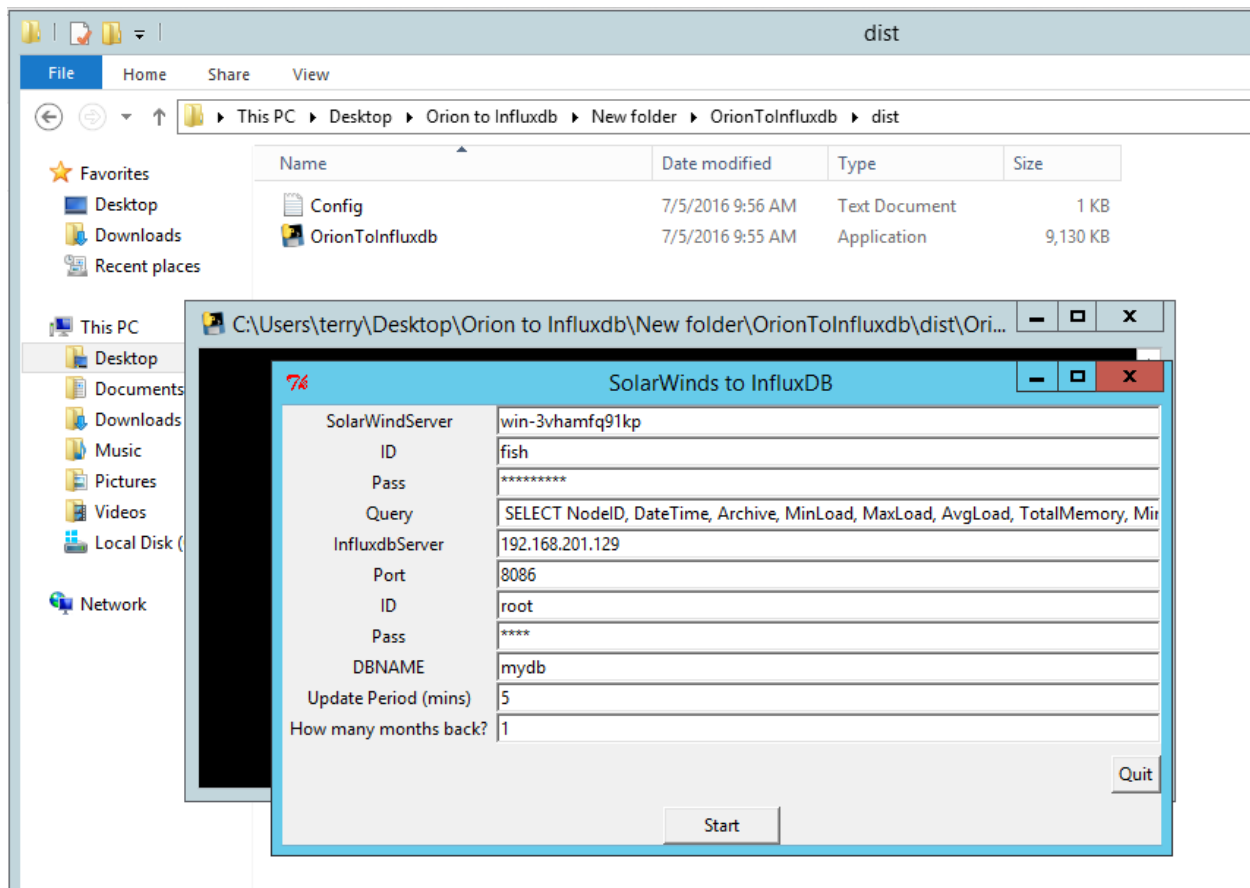 dist
File Home Share View
This PC Desktop Orion to Influxdb New folder OrionToInfluxdb dist
Name Date modified Type Size
Favorites
Desktop
Downloads
Recent places
Config 7/5/2016 9:56 AM Text Document 1 KB
OrionToInfluxdb 7/5/2016 9:55 AM Application 9,130 KB
This PC
Desktop
Documents
Downloads
Music
Pictures
Videos
Local Disk (
Network
C:\Users\terry\Desktop\Orion to Influxdb\New folder\OrionToInfluxdb\dist\Ori...
SolarWinds to InfluxDB
SolarWindServer win-3vhamfq91kp
ID fish
Pass *********
Query SELECT NodeID, DateTime, Archive, MinLoad, MaxLoad, AvgLoad, TotalMemory, Min
InfluxdbServer 192.168.201.129
Port 8086
ID root
Pass ****
DBNAME mydb
Update Period (mins) 5
How many months back? 1
Quit
Start